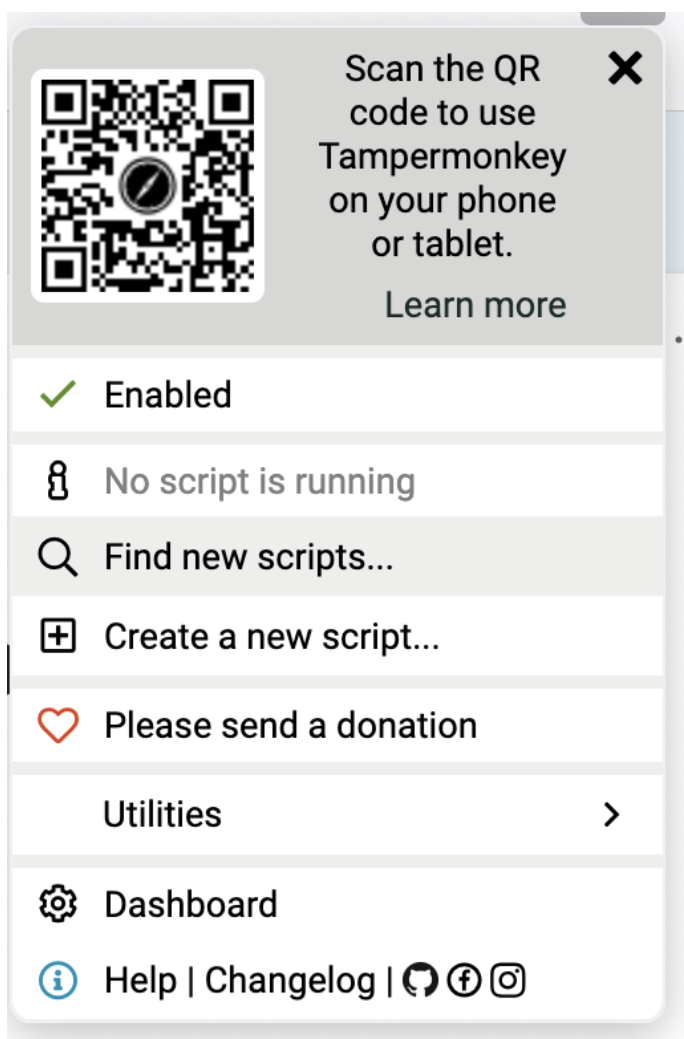 Scan the QR
code to use
Tampermonkey
on your phone
or tablet.
Learn more
Enabled
No script is running
Find new scripts...
Create a new script...
Please send a donation
Utilities
Dashboard
Help | Changelog |